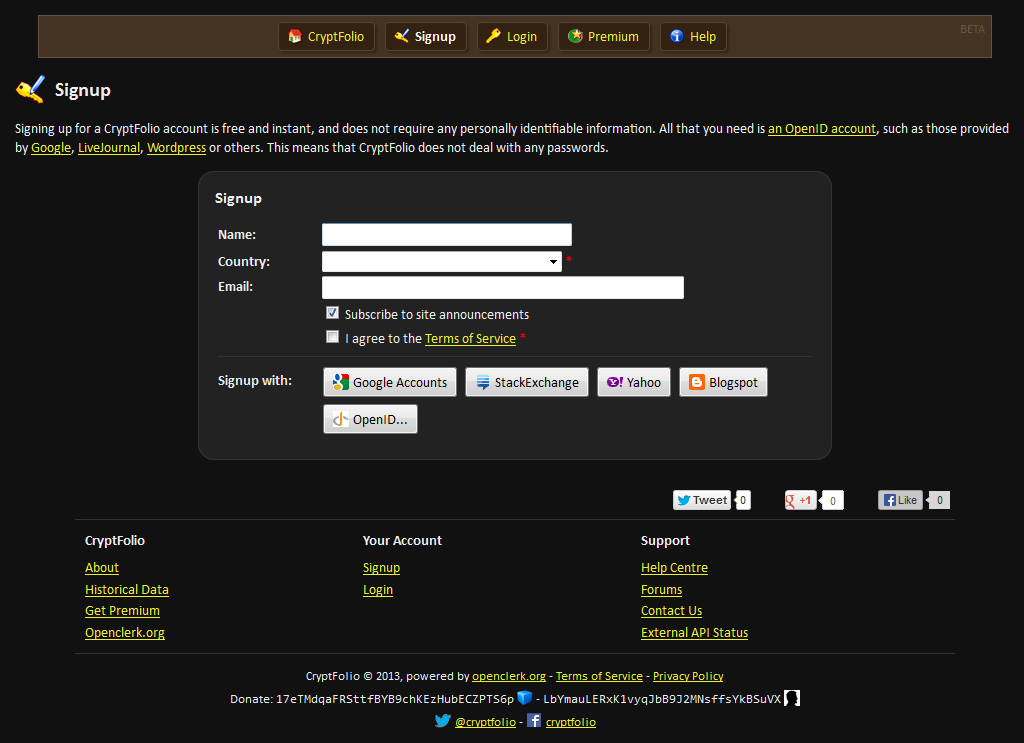 CryptFolio Signup Login Premium Help BETA
Signup
Signing up for a CryptFolio account is free and instant, and does not require any personally identifiable information. All that you need is an OpenID account, such as those provided
by Google, LiveJournal, Wordpress or others. This means that CryptFolio does not deal with any passwords.
Signup
Name:
Country: *
Email:
Subscribe to site announcements
I agree to the Terms of Service *
Signup with: Google Accounts StackExchange Yahoo Blogspot
OpenID...
Tweet 0 +1 0 Like 0
CryptFolio Your Account Support
About Signup Help Centre
Historical Data Login Forums
Get Premium Contact Us
Openclerk.org External API Status
CryptFolio © 2013, powered by openclerk.org - Terms of Service - Privacy Policy
Donate: 17eTMdqaFRSttfBYB9chKEzHubECZPTS6p - LbYmauLERxK1vyqJbB9J2MNsffsYkBSuVX
@cryptfolio - cryptfolio